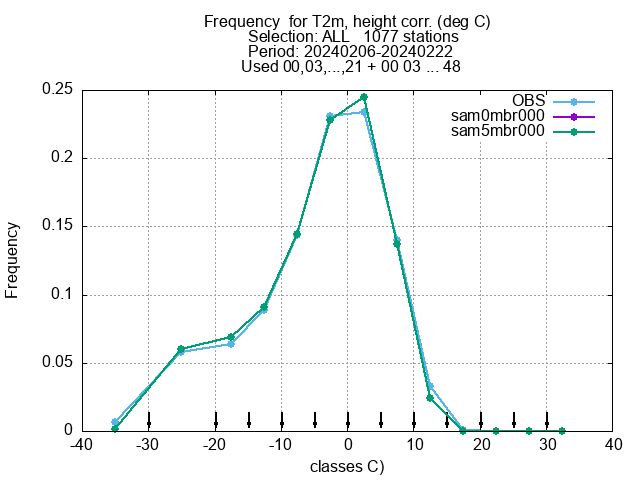 Frequency  for T2m, height corr. (deg C)
Selection: ALL   1077 stations
Period: 20240206-20240222
Used 00,03,...,21 + 00 03 ... 48
OBS
sam0mbr000
sam5mbr000
Frequency
0.25
0.2
0.15
0.1
0.05
0
-40 -30 -20 -10 0 10 20 30 40
classes C)